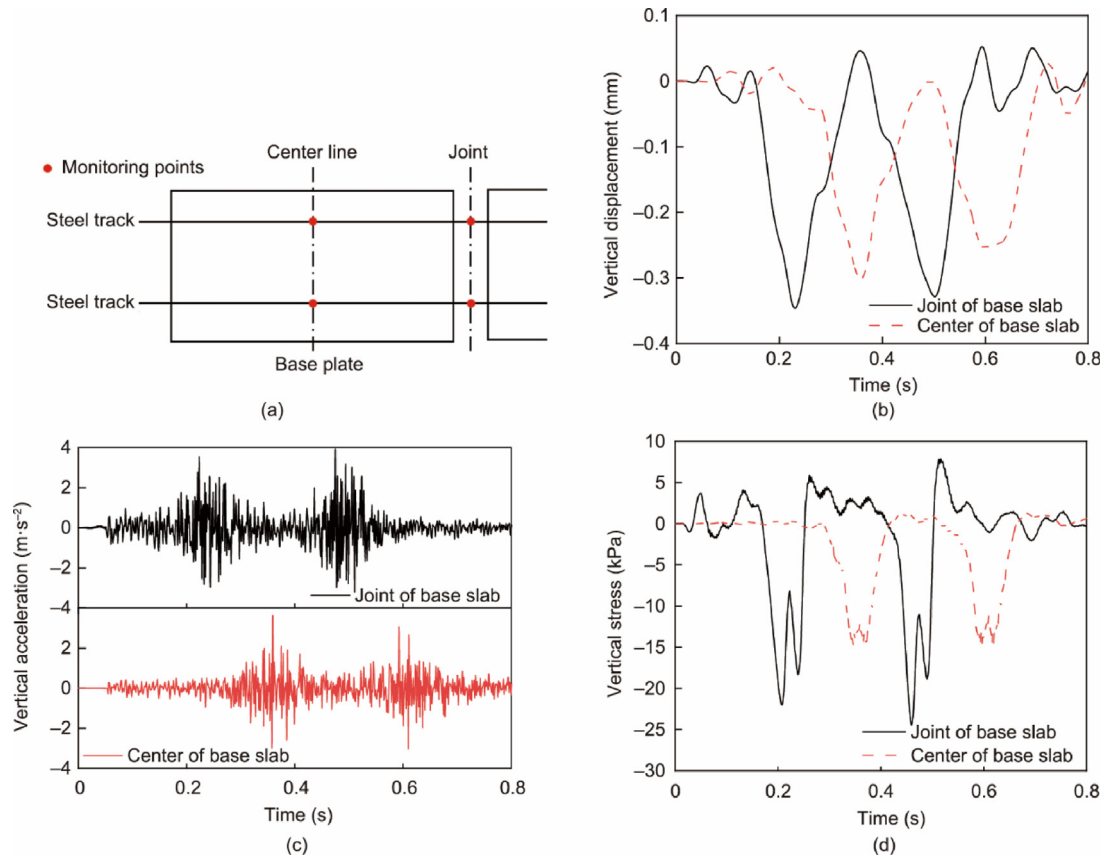 Center line
Joint
Monitoring points
Steel track
Steel track
Base plate
(a)
0.1
0
–0.1
–0.2
–0.3
–0.4
Vertical displacement (mm)
Joint of base slab
Center of base slab
0 0.2 0.4 0.6 0.8
Time (s)
(b)
4
2
0
–2
–4
Joint of base slab
2
0
–2
–4
Center of base slab
Vertical acceleration (m·s⁻²)
0 0.2 0.4 0.6 0.8
Time (s)
(c)
10
5
0
–5
–10
–15
–20
–25
–30
Vertical stress (kPa)
Joint of base slab
Center of base slab
0 0.2 0.4 0.6 0.8
Time (s)
(d)